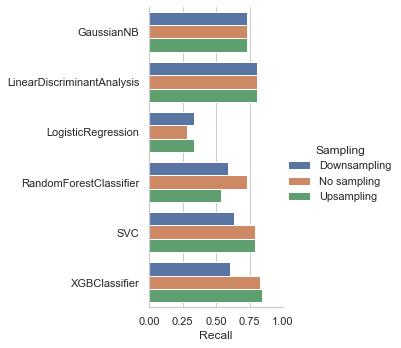 GaussianNB
LinearDiscriminantAnalysis
LogisticRegression
RandomForestClassifier
SVC
XGBClassifier
0.00 0.25 0.50 0.75 1.00
Recall
Sampling
Downsampling
No sampling
Upsampling